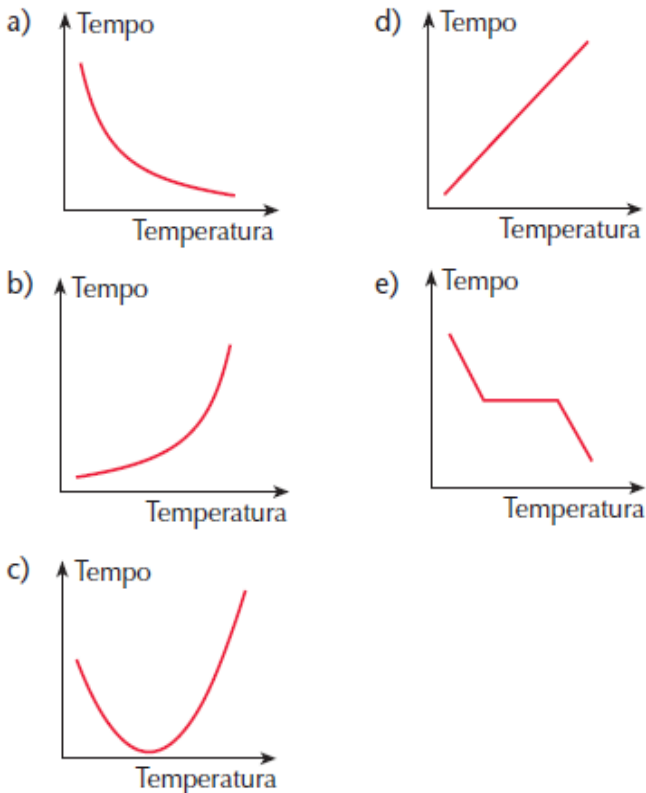 a) Tempo
Temperatura
b) Tempo
Temperatura
c) Tempo
Temperatura
d) Tempo
Temperatura
e) Tempo
Temperatura